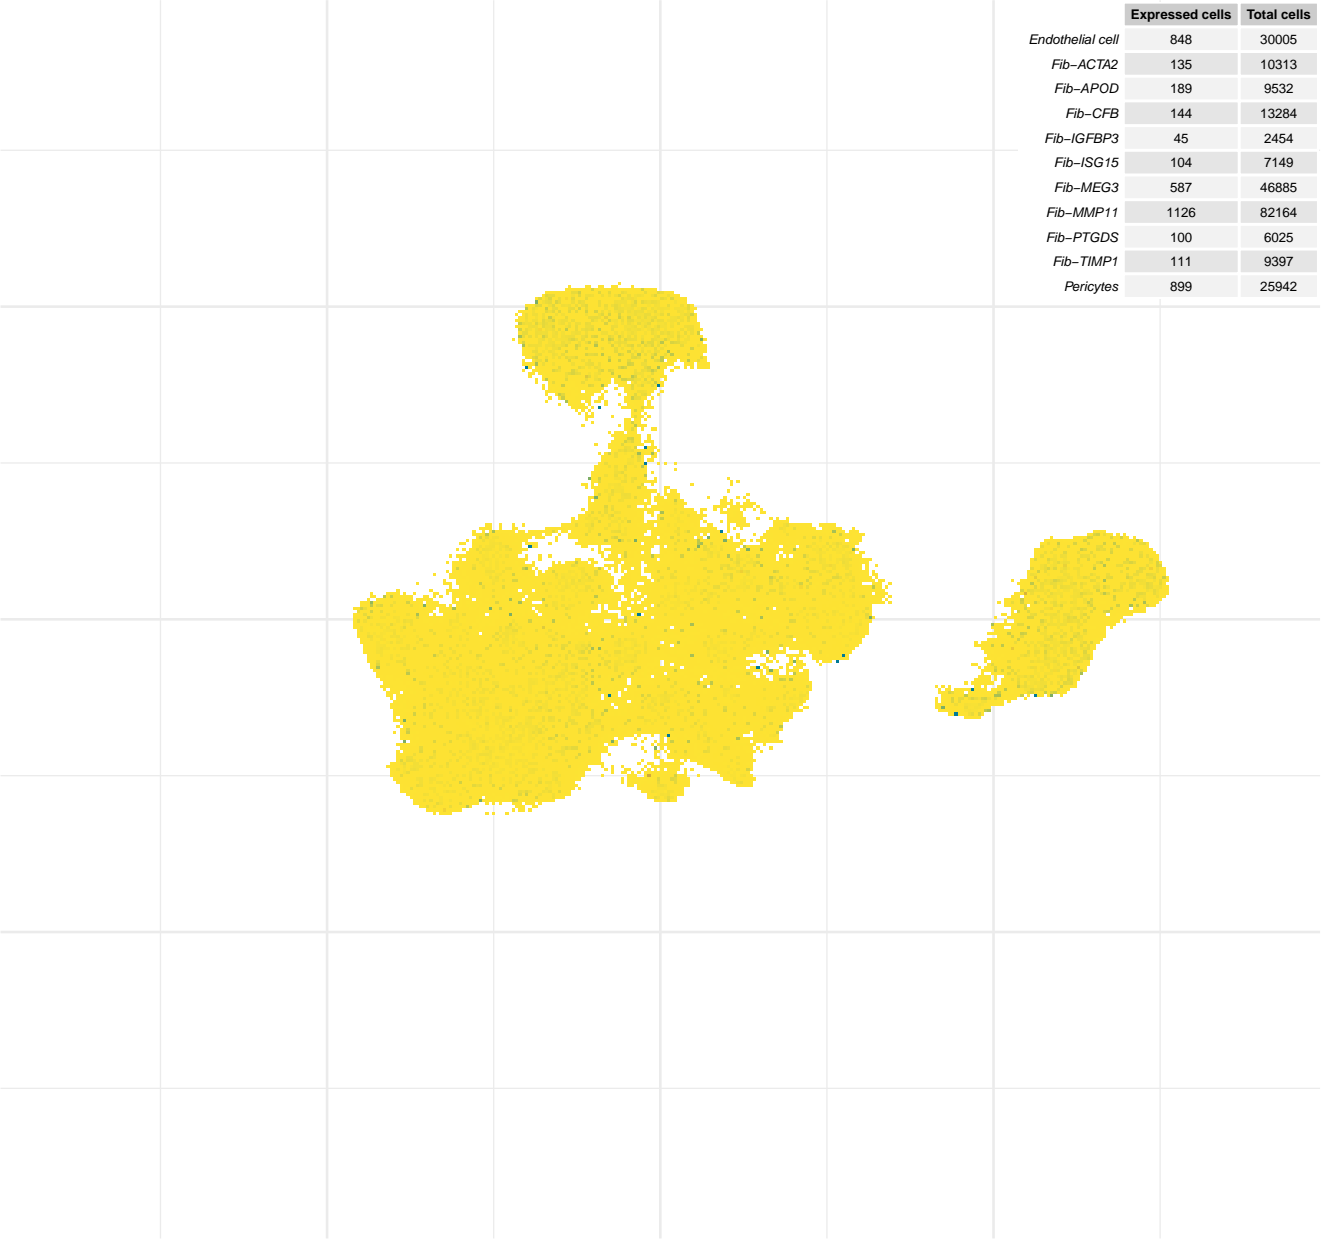 Expressed cells Total cells
Endothelial cell 848 30005
Fib−ACTA2 135 10313
Fib−APOD 189 9532
Fib−CFB 144 13284
Fib−IGFBP3 45 2454
Fib−ISG15 104 7149
Fib−MEG3 587 46885
Fib−MMP11 1126 82164
Fib−PTGDS 100 6025
Fib−TIMP1 111 9397
Pericytes 899 25942